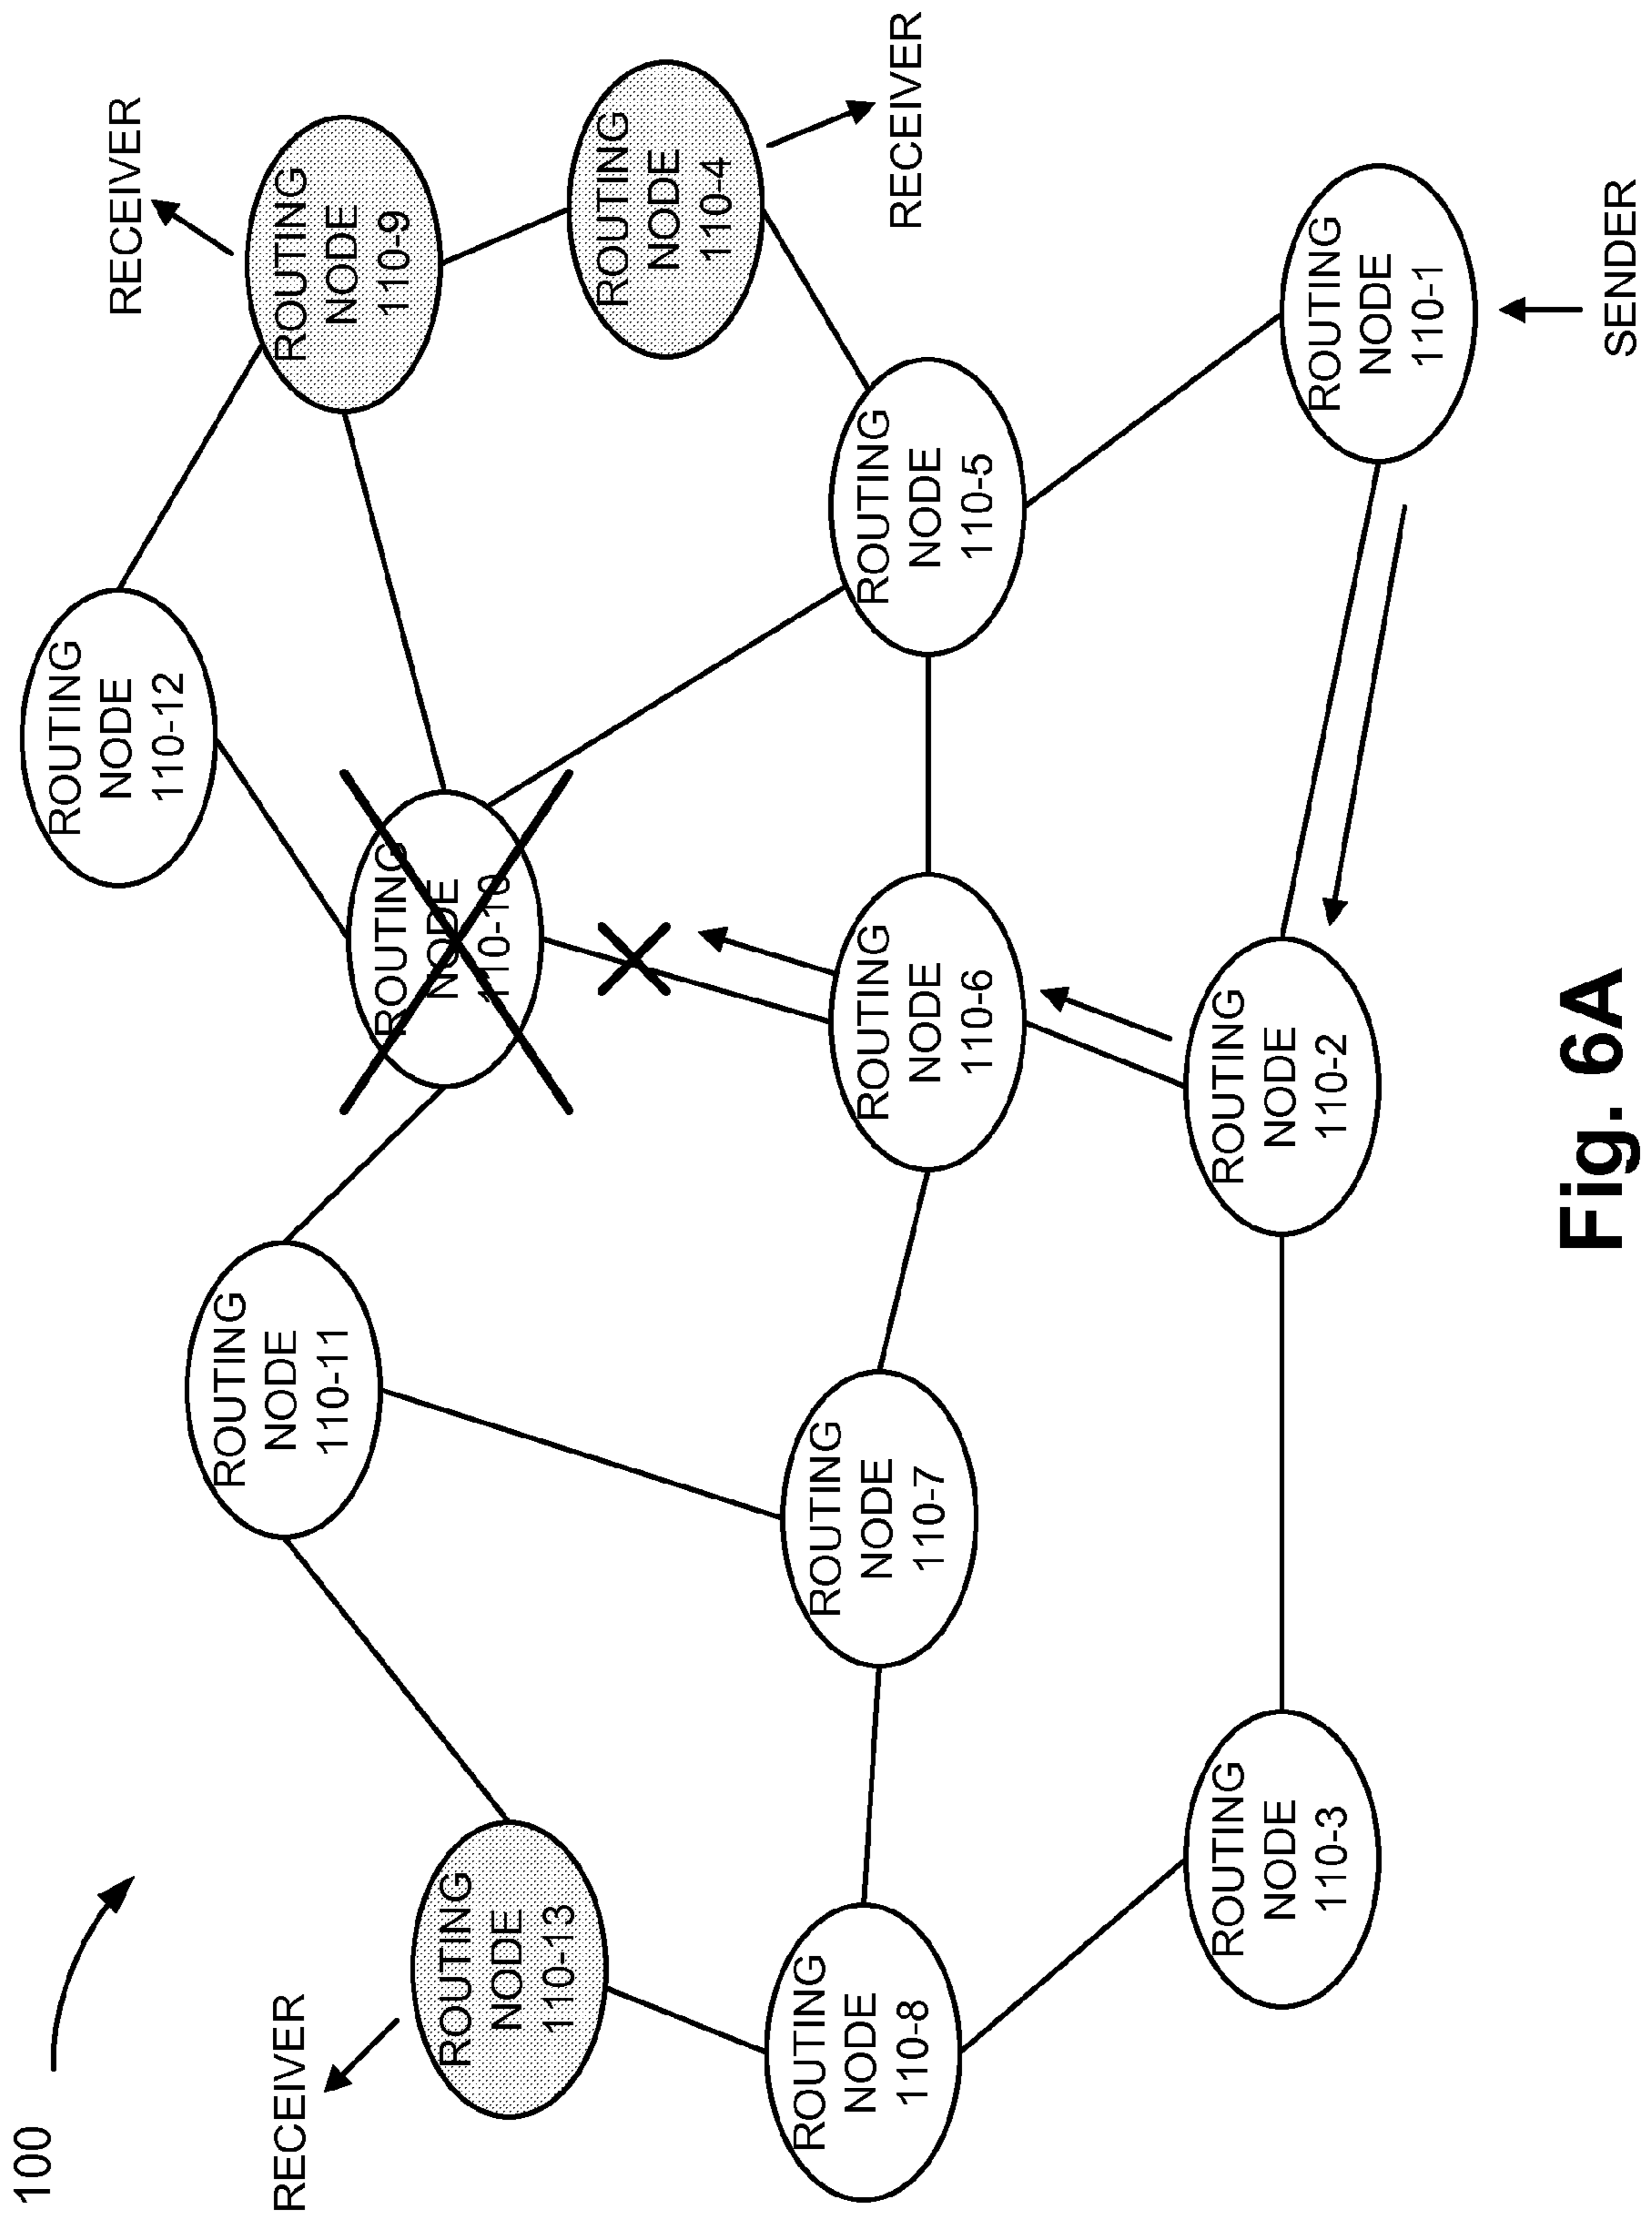 100
RECEIVER
ROUTING
NODE
110-13
ROUTING
NODE
110-11
ROUTING
NODE
110-10
ROUTING
NODE
110-12
RECEIVER
ROUTING
NODE
110-9
ROUTING
NODE
110-4
RECEIVER
ROUTING
NODE
110-8
ROUTING
NODE
110-7
ROUTING
NODE
110-6
ROUTING
NODE
110-5
ROUTING
NODE
110-3
ROUTING
NODE
110-2
ROUTING
NODE
110-1
SENDER
Fig. 6A